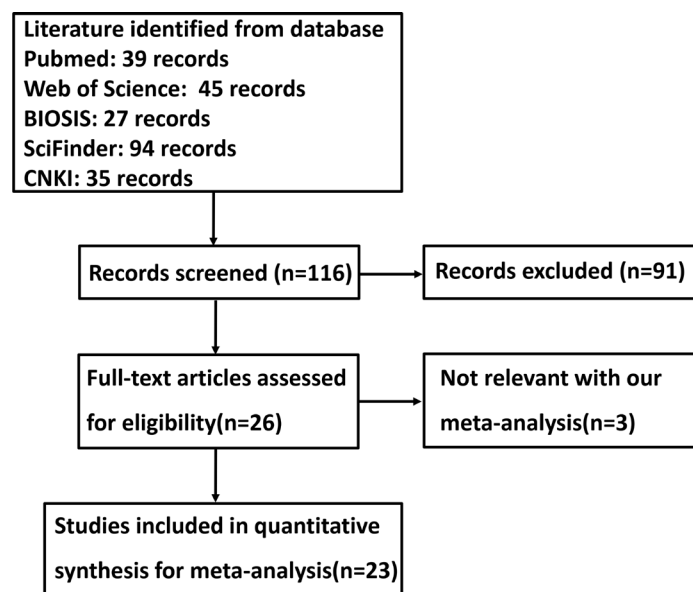 Literature identified from database
Pubmed: 39 records
Web of Science:  45 records
BIOSIS: 27 records
SciFinder: 94 records
CNKI: 35 records
Records screened (n=116)
Records excluded (n=91)
Full-text articles assessed
for eligibility(n=26)
Not relevant with our
meta-analysis(n=3)
Studies included in quantitative
synthesis for meta-analysis(n=23)